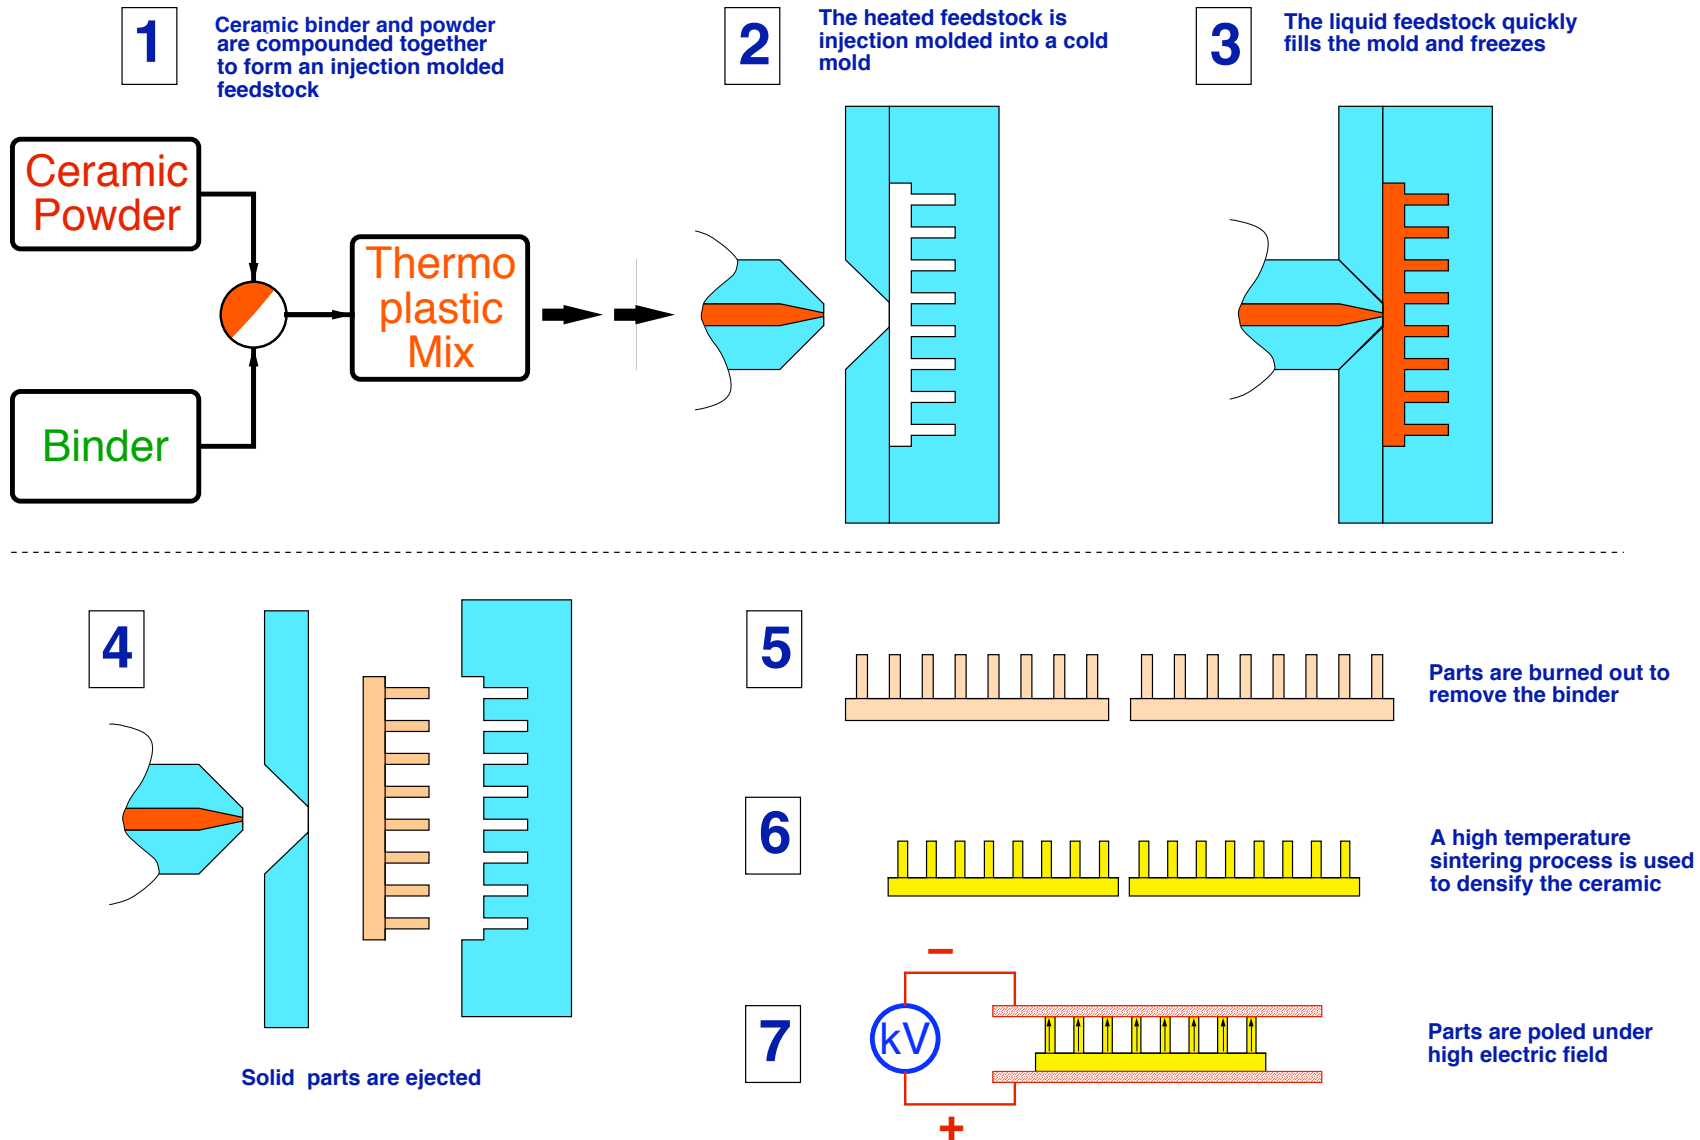 1
Ceramic binder and powder
are compounded together
to form an injection molded
feedstock
2
The heated feedstock is
injection molded into a cold
mold
3
The liquid feedstock quickly
fills the mold and freezes
Ceramic
Powder
Thermo
plastic
Mix
Binder
4
Solid parts are ejected
5
Parts are burned out to
remove the binder
6
A high temperature
sintering process is used
to densify the ceramic
7
−
kV
+
Parts are poled under
high electric field